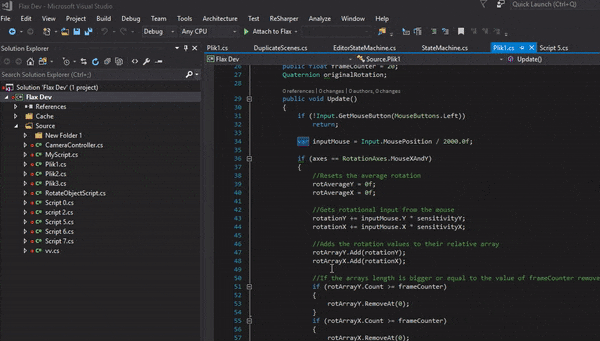 Flax Dev - Microsoft Visual Studio
Quick Launch (Ctrl+Q)
File Edit View Project Build Debug Team Tools Architecture Test ReSharper Analyze Window Help
Debug Any CPU Attach to Flax
Solution Explorer
Plik1.cs DuplicateScenes.cs EditorStateMachine.cs StateMachine.cs Plik1.cs Script 5.cs
Flax Dev Source.Plik1 Update()
Search Solution Explorer (Ctrl+;)
Solution 'Flax Dev' (1 project)
Flax Dev
References
Cache
Source
New Folder 1
CameraController.cs
MyScript.cs
Plik1.cs
Plik2.cs
Plik3.cs
RotateObjectScript.cs
Script 0.cs
script 2.cs
Script 5.cs
Script 6.cs
Script 7.cs
vv.cs
26 public float frameCounter = 20;
27 Quaternion originalRotation;
28
0 references | 0 changes | 0 authors, 0 changes
29 public void Update()
30 {
31 if (!Input.GetMouseButton(MouseButtons.Left))
32 return;
33
34 var inputMouse = Input.MousePosition / 2000.0f;
35
36 if (axes == RotationAxes.MouseXAndY)
37 {
38 //Resets the average rotation
39 rotAverageY = 0f;
40 rotAverageX = 0f;
41
42 //Gets rotational input from the mouse
43 rotationY += inputMouse.Y * sensitivityY;
44 rotationX += inputMouse.X * sensitivityX;
45
46 //Adds the rotation values to their relative array
47 rotArrayY.Add(rotationY);
48 rotArrayX.Add(rotationX);
49
50 //If the arrays length is bigger or equal to the value of frameCounter remove
51 if (rotArrayY.Count >= frameCounter)
52 {
53 rotArrayY.RemoveAt(0);
54 }
55 if (rotArrayX.Count >= frameCounter)
56 {
57 rotArrayX.RemoveAt(0);